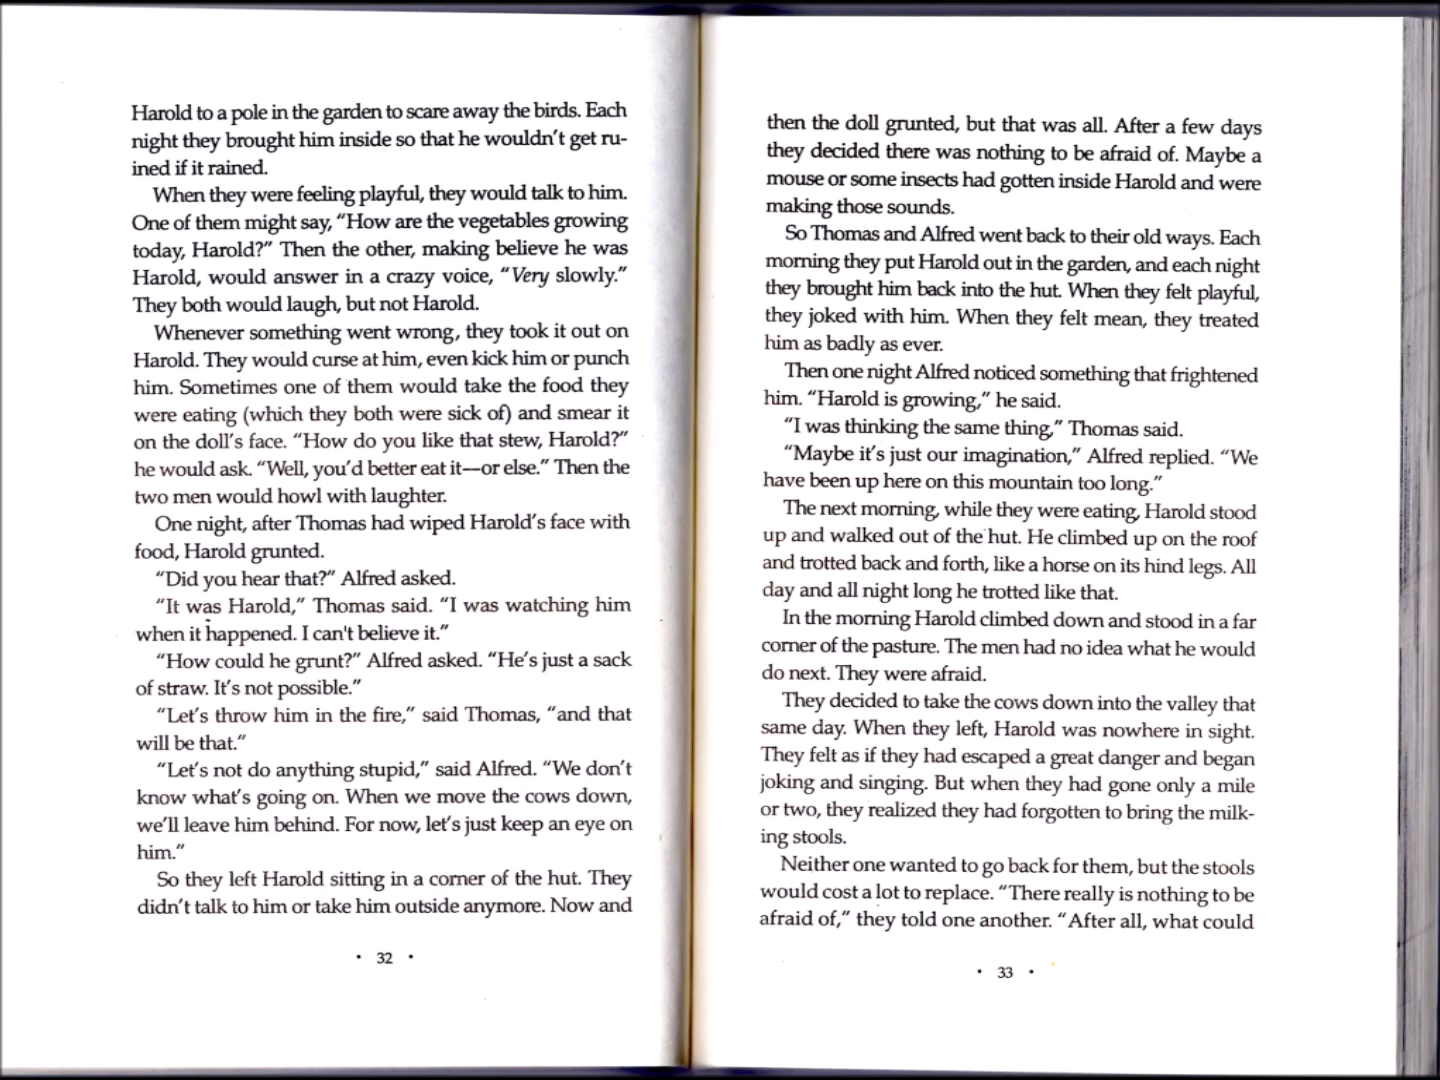 Harold to a pole in the garden to scare away the birds. Each
night they brought him inside so that he wouldn't get ru-
ined if it rained.
When they were feeling playful, they would talk to him.
One of them might say, “How are the vegetables growing
today, Harold?” Then the other, making believe he was
Harold, would answer in a crazy voice, “Very slowly.”
They both would laugh, but not Harold.
Whenever something went wrong, they took it out on
Harold. They would curse at him, even kick him or punch
him. Sometimes one of them would take the food they
were eating (which they both were sick of) and smear it
on the doll's face. “How do you like that stew, Harold?”
he would ask. “Well, you'd better eat it—or else.” Then the
two men would howl with laughter.
One night, after Thomas had wiped Harold's face with
food, Harold grunted.
“Did you hear that?” Alfred asked.
“It was Harold,” Thomas said. “I was watching him
when it happened. I can't believe it.”
“How could he grunt?” Alfred asked. “He's just a sack
of straw. It's not possible.”
“Let's throw him in the fire,” said Thomas, “and that
will be that.”
“Let's not do anything stupid,” said Alfred. “We don't
know what's going on. When we move the cows down,
we'll leave him behind. For now, let's just keep an eye on
him.”
So they left Harold sitting in a corner of the hut. They
didn't talk to him or take him outside anymore. Now and
• 32 •
then the doll grunted, but that was all. After a few days
they decided there was nothing to be afraid of. Maybe a
mouse or some insects had gotten inside Harold and were
making those sounds.
So Thomas and Alfred went back to their old ways. Each
morning they put Harold out in the garden, and each night
they brought him back into the hut. When they felt playful,
they joked with him. When they felt mean, they treated
him as badly as ever.
Then one night Alfred noticed something that frightened
him. “Harold is growing,” he said.
“I was thinking the same thing,” Thomas said.
“Maybe it's just our imagination,” Alfred replied. “We
have been up here on this mountain too long.”
The next morning, while they were eating, Harold stood
up and walked out of the hut. He climbed up on the roof
and trotted back and forth, like a horse on its hind legs. All
day and all night long he trotted like that.
In the morning Harold climbed down and stood in a far
corner of the pasture. The men had no idea what he would
do next. They were afraid.
They decided to take the cows down into the valley that
same day. When they left, Harold was nowhere in sight.
They felt as if they had escaped a great danger and began
joking and singing. But when they had gone only a mile
or two, they realized they had forgotten to bring the milk-
ing stools.
Neither one wanted to go back for them, but the stools
would cost a lot to replace. “There really is nothing to be
afraid of,” they told one another. “After all, what could
• 33 •